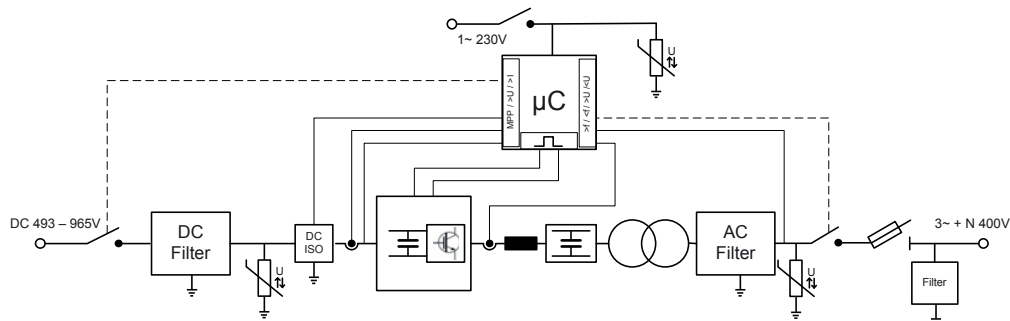 1~ 230V
U
MPP / >U / >I
µC
>f / <f / >U / <U
DC 493 – 965V
DC
Filter
U
DC
ISO
AC
Filter
U
3~ + N 400V
Filter